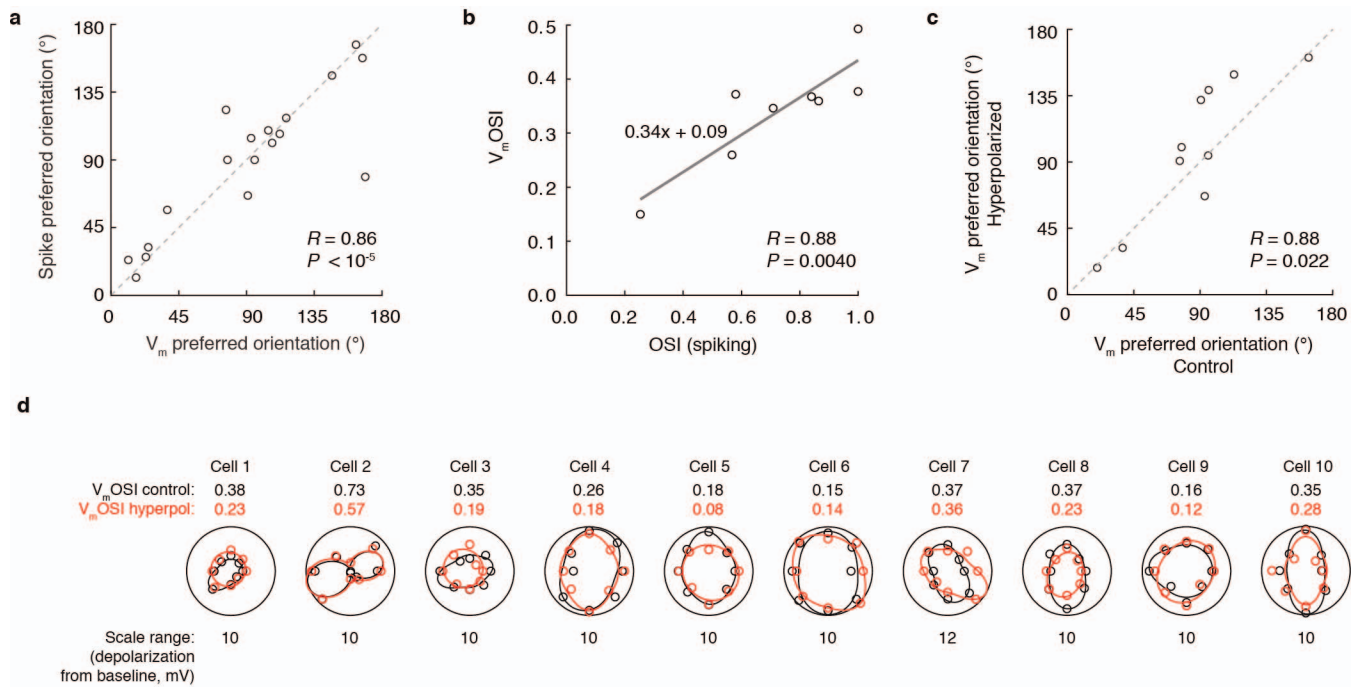 a
180
135
90
45
0
Spike preferred orientation (°)
R = 0.86
P < 10-5
0 45 90 135 180
Vm preferred orientation (°)
b
0.5
0.4
0.3
0.2
0.1
0.0
VmOSI
0.34x + 0.09
R = 0.88
P = 0.0040
0.0 0.2 0.4 0.6 0.8 1.0
OSI (spiking)
c
180
135
90
45
0
Vm preferred orientation (°)
Hyperpolarized
R = 0.88
P = 0.022
0 45 90 135 180
Vm preferred orientation (°)
Control
d
Cell 1 Cell 2 Cell 3 Cell 4 Cell 5 Cell 6 Cell 7 Cell 8 Cell 9 Cell 10
VmOSI control: 0.38 0.73 0.35 0.26 0.18 0.15 0.37 0.37 0.16 0.35
VmOSI hyperpol: 0.23 0.57 0.19 0.18 0.08 0.14 0.36 0.23 0.12 0.28
Scale range: 10 10 10 10 10 10 12 10 10 10
(depolarization
from baseline, mV)